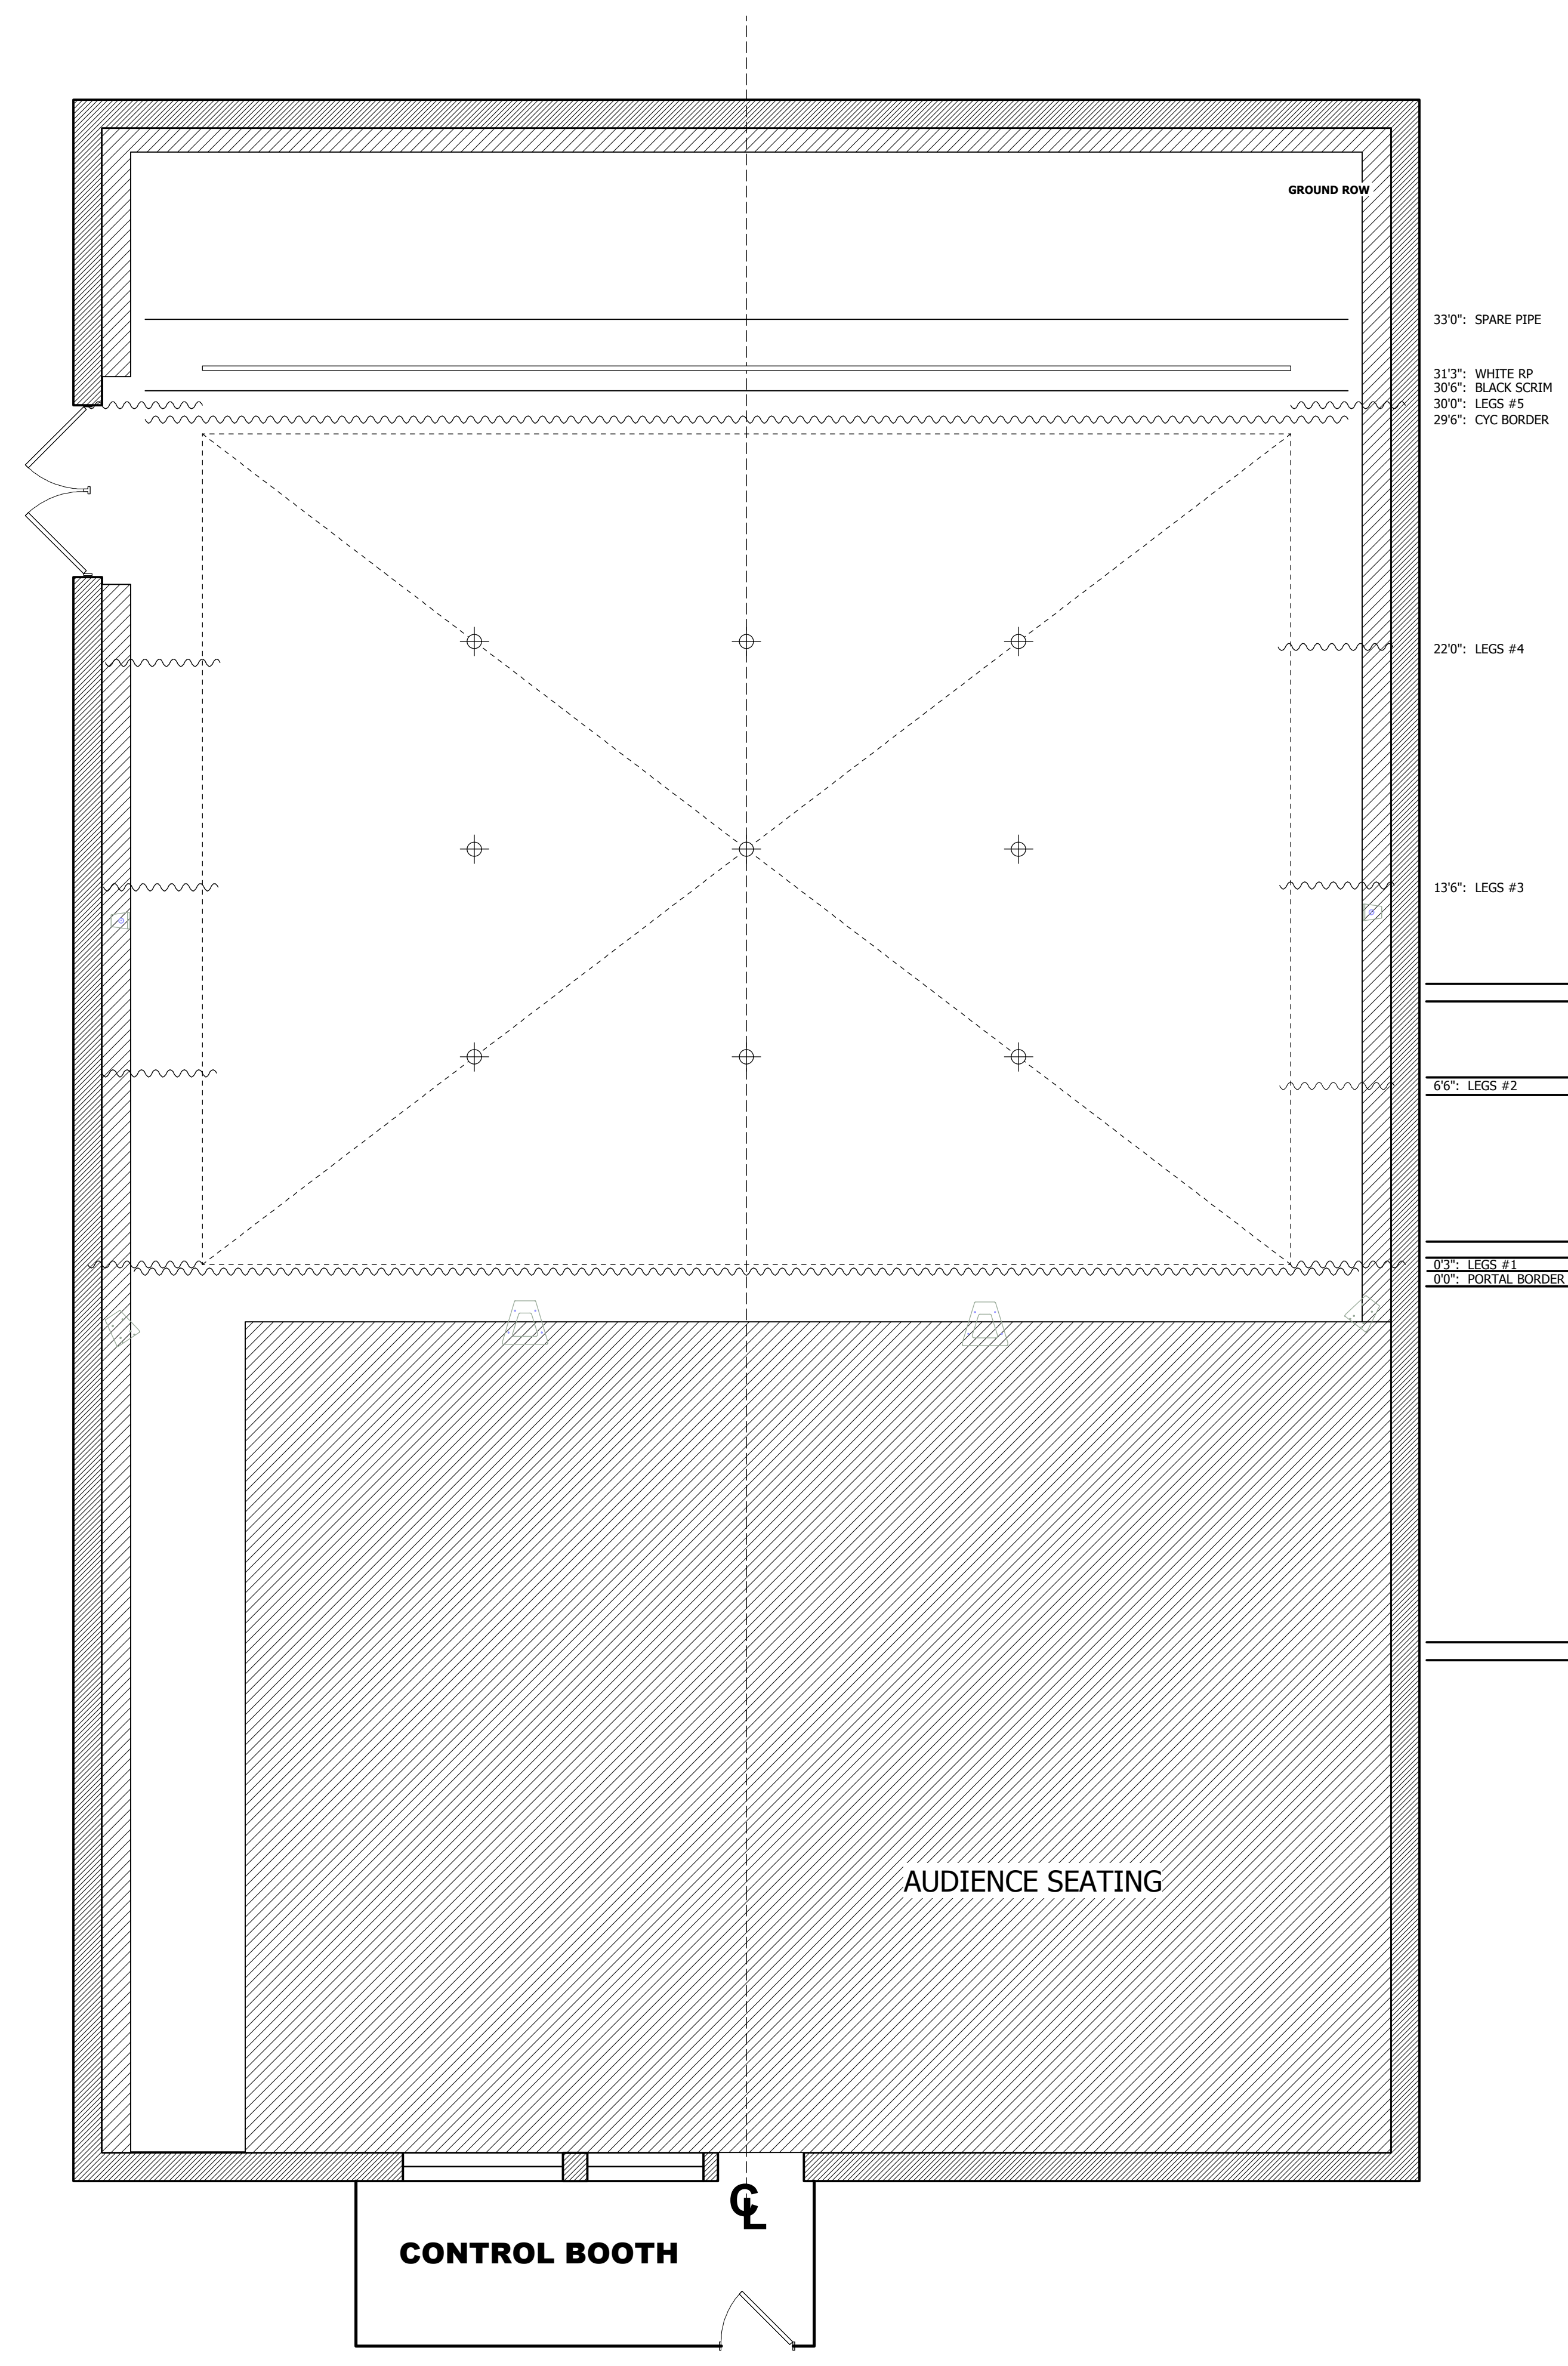 GROUND ROW
33'0": SPARE PIPE
31'3": WHITE RP
30'6": BLACK SCRIM
30'0": LEGS #5
29'6": CYC BORDER
22'0": LEGS #4
13'6": LEGS #3
6'6": LEGS #2
0'3": LEGS #1
0'0": PORTAL BORDER
AUDIENCE SEATING
CL
CONTROL BOOTH